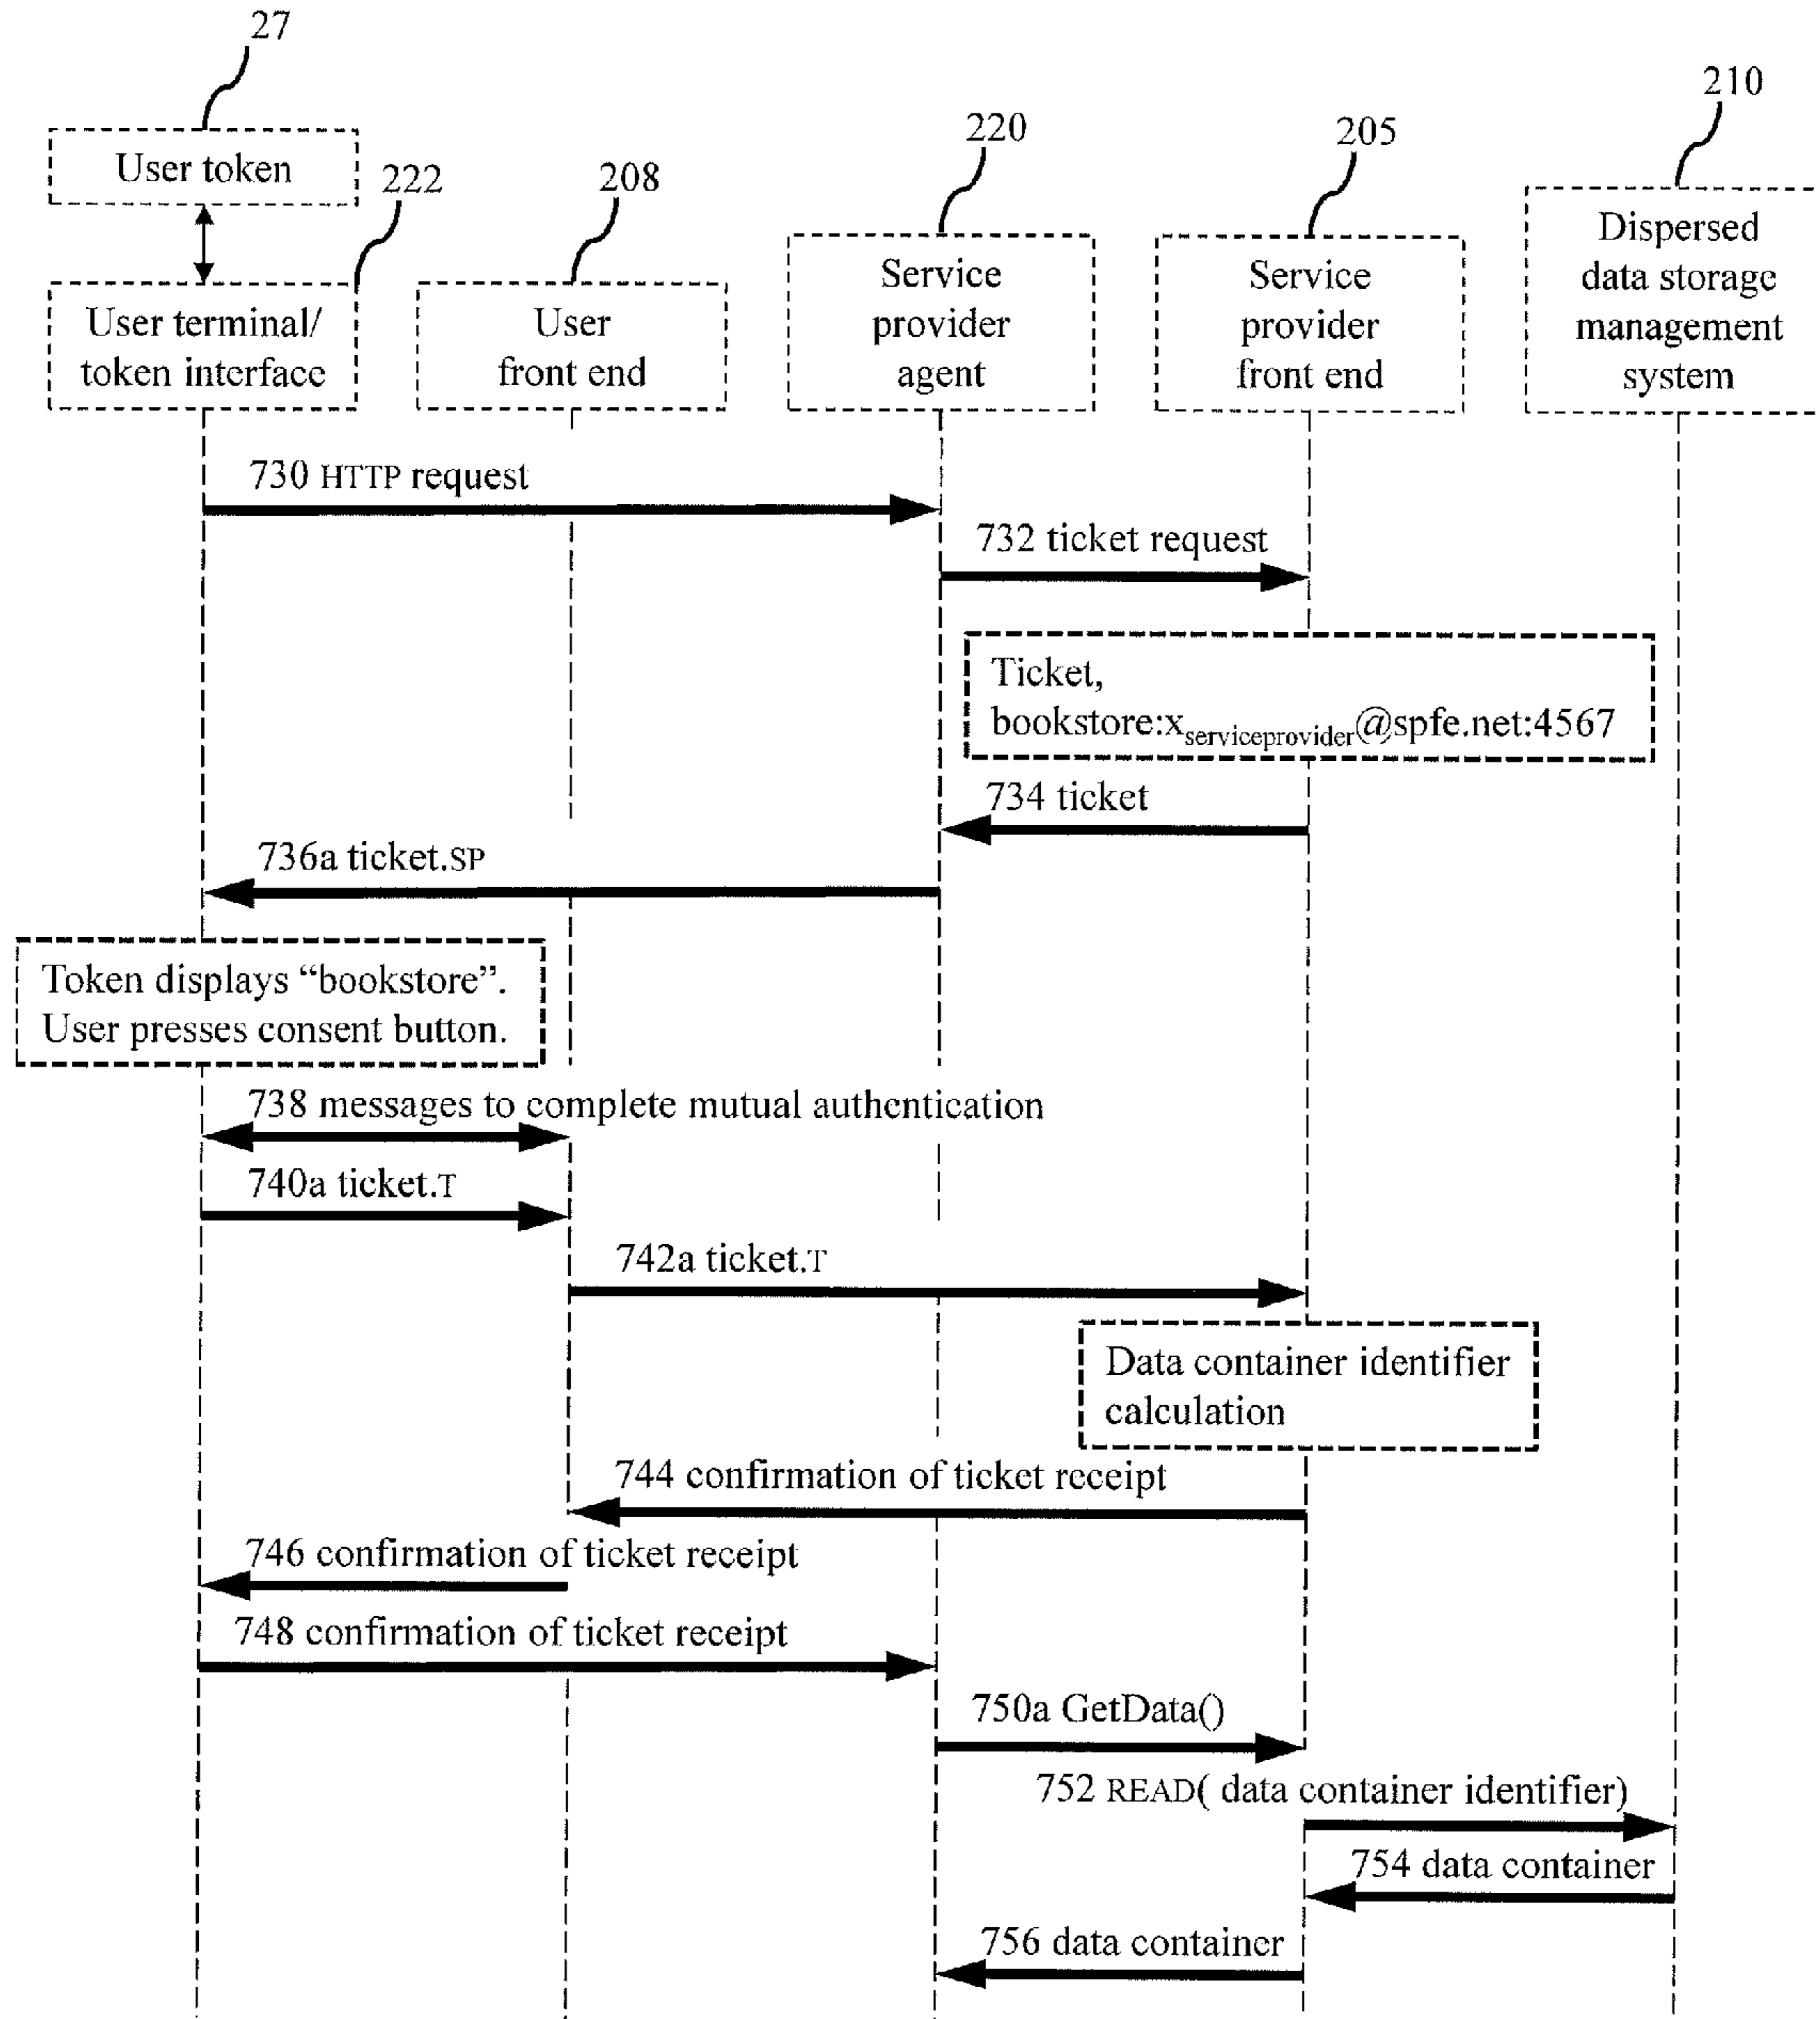 27
210
220
205
User token
222
208
Dispersed
data storage
management
system
Service
provider
agent
Service
provider
front end
User terminal/
token interface
User
front end
730 HTTP request
732 ticket request
Ticket,
bookstore:xserviceprovider@spfe.net:4567
734 ticket
736a ticket.SP
Token displays “bookstore”.
User presses consent button.
738 messages to complete mutual authentication
740a ticket.T
742a ticket.T
Data container identifier
calculation
744 confirmation of ticket receipt
746 confirmation of ticket receipt
748 confirmation of ticket receipt
750a GetData()
752 READ( data container identifier)
754 data container
756 data container